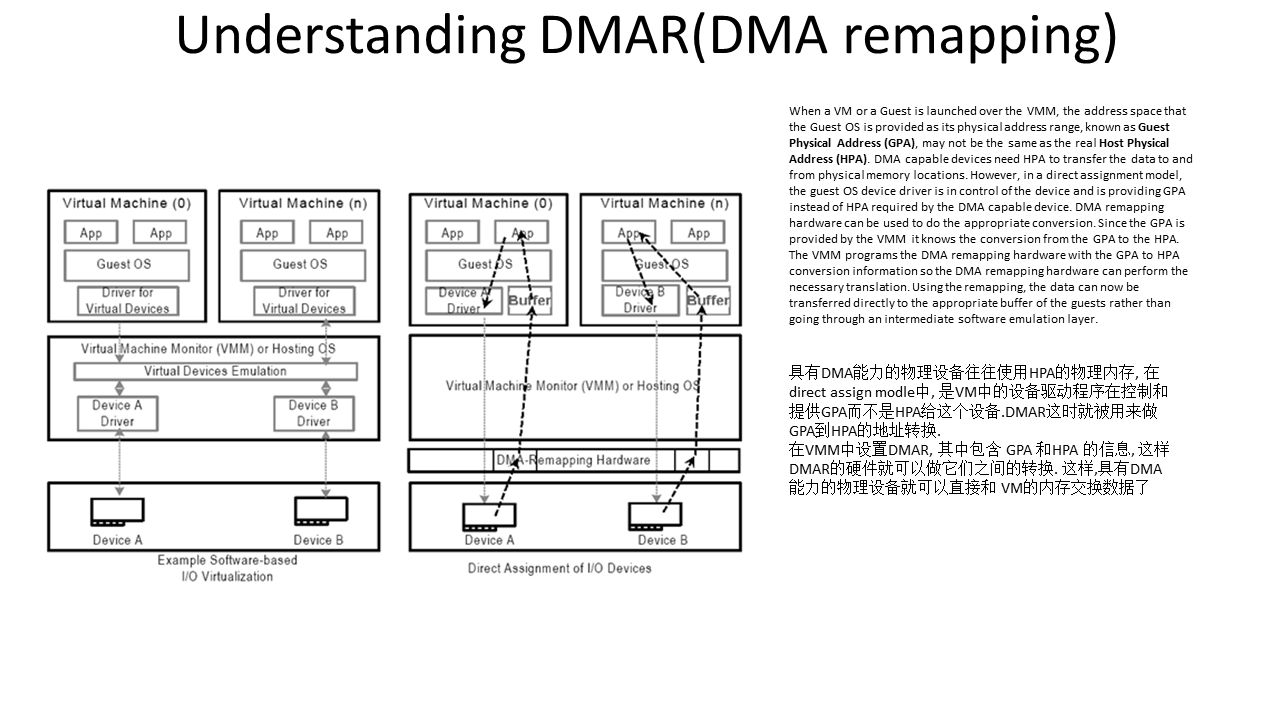 Understanding DMAR(DMA remapping)
When a VM or a Guest is launched over the VMM, the address space that
the Guest OS is provided as its physical address range, known as Guest
Physical Address (GPA), may not be the same as the real Host Physical
Address (HPA). DMA capable devices need HPA to transfer the data to and
from physical memory locations. However, in a direct assignment model,
the guest OS device driver is in control of the device and is providing GPA
instead of HPA required by the DMA capable device. DMA remapping
hardware can be used to do the appropriate conversion. Since the GPA is
provided by the VMM it knows the conversion from the GPA to the HPA.
The VMM programs the DMA remapping hardware with the GPA to HPA
conversion information so the DMA remapping hardware can perform the
necessary translation. Using the remapping, the data can now be
transferred directly to the appropriate buffer of the guests rather than
going through an intermediate software emulation layer.
具有DMA能力的物理设备往往使用HPA的物理内存, 在
direct assign modle中, 是VM中的设备驱动程序在控制和
提供GPA而不是HPA给这个设备.DMAR这时就被用来做
GPA到HPA的地址转换.
在VMM中设置DMAR, 其中包含 GPA 和HPA 的信息, 这样
DMAR的硬件就可以做它们之间的转换. 这样,具有DMA
能力的物理设备就可以直接和 VM的内存交换数据了
Virtual Machine (0)
App
App
Guest OS
Driver for
Virtual Devices
Virtual Machine (n)
App
App
Guest OS
Driver for
Virtual Devices
Virtual Machine Monitor (VMM) or Hosting OS
Virtual Devices Emulation
Device A
Driver
Device B
Driver
Device A
Device B
Example Software-based
I/O Virtualization
Virtual Machine (0)
App
App
Guest OS
Device A
Driver
Buffer
Virtual Machine (n)
App
App
Guest OS
Device B
Driver
Buffer
Virtual Machine Monitor (VMM) or Hosting OS
DMA-Remapping Hardware
Device A
Device B
Direct Assignment of I/O Devices